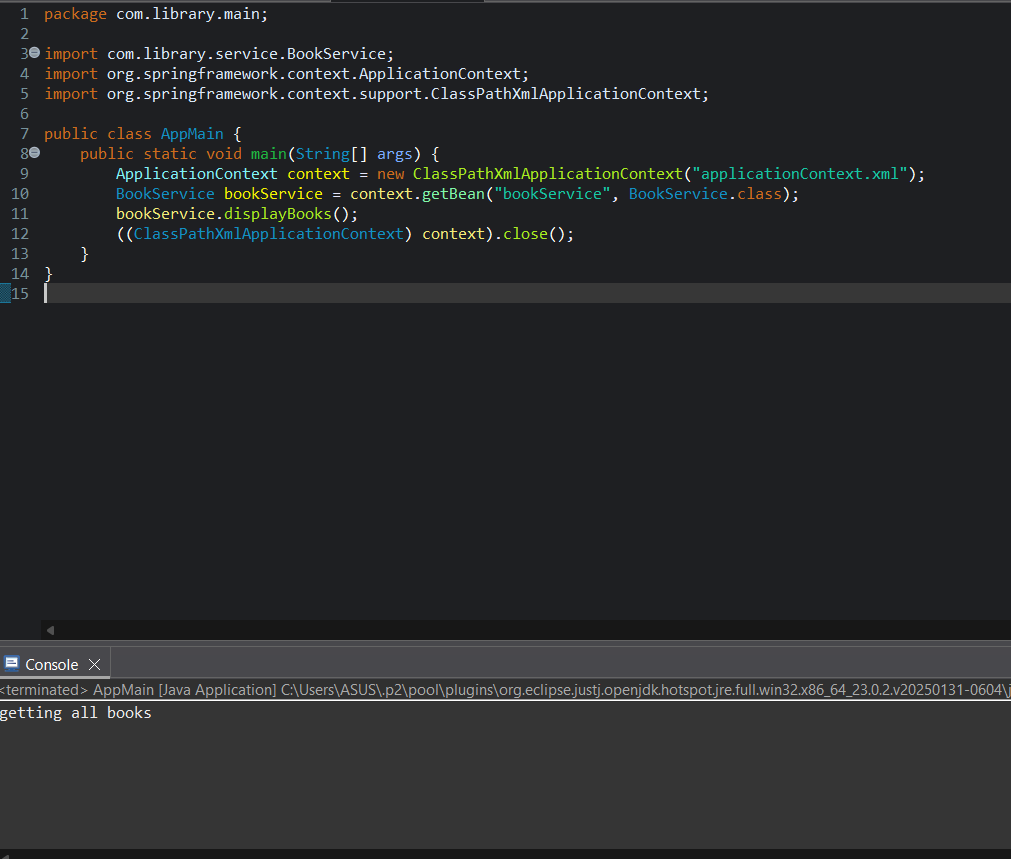 1 package com.library.main;
2
3 import com.library.service.BookService;
4 import org.springframework.context.ApplicationContext;
5 import org.springframework.context.support.ClassPathXmlApplicationContext;
6
7 public class AppMain {
8     public static void main(String[] args) {
9         ApplicationContext context = new ClassPathXmlApplicationContext("applicationContext.xml");
10         BookService bookService = context.getBean("bookService", BookService.class);
11         bookService.displayBooks();
12         ((ClassPathXmlApplicationContext) context).close();
13     }
14 }
15
Console
<terminated> AppMain [Java Application] C:\Users\ASUS\.p2\pool\plugins\org.eclipse.justj.openjdk.hotspot.jre.full.win32.x86_64_23.0.2.v20250131-0604\j
getting all books